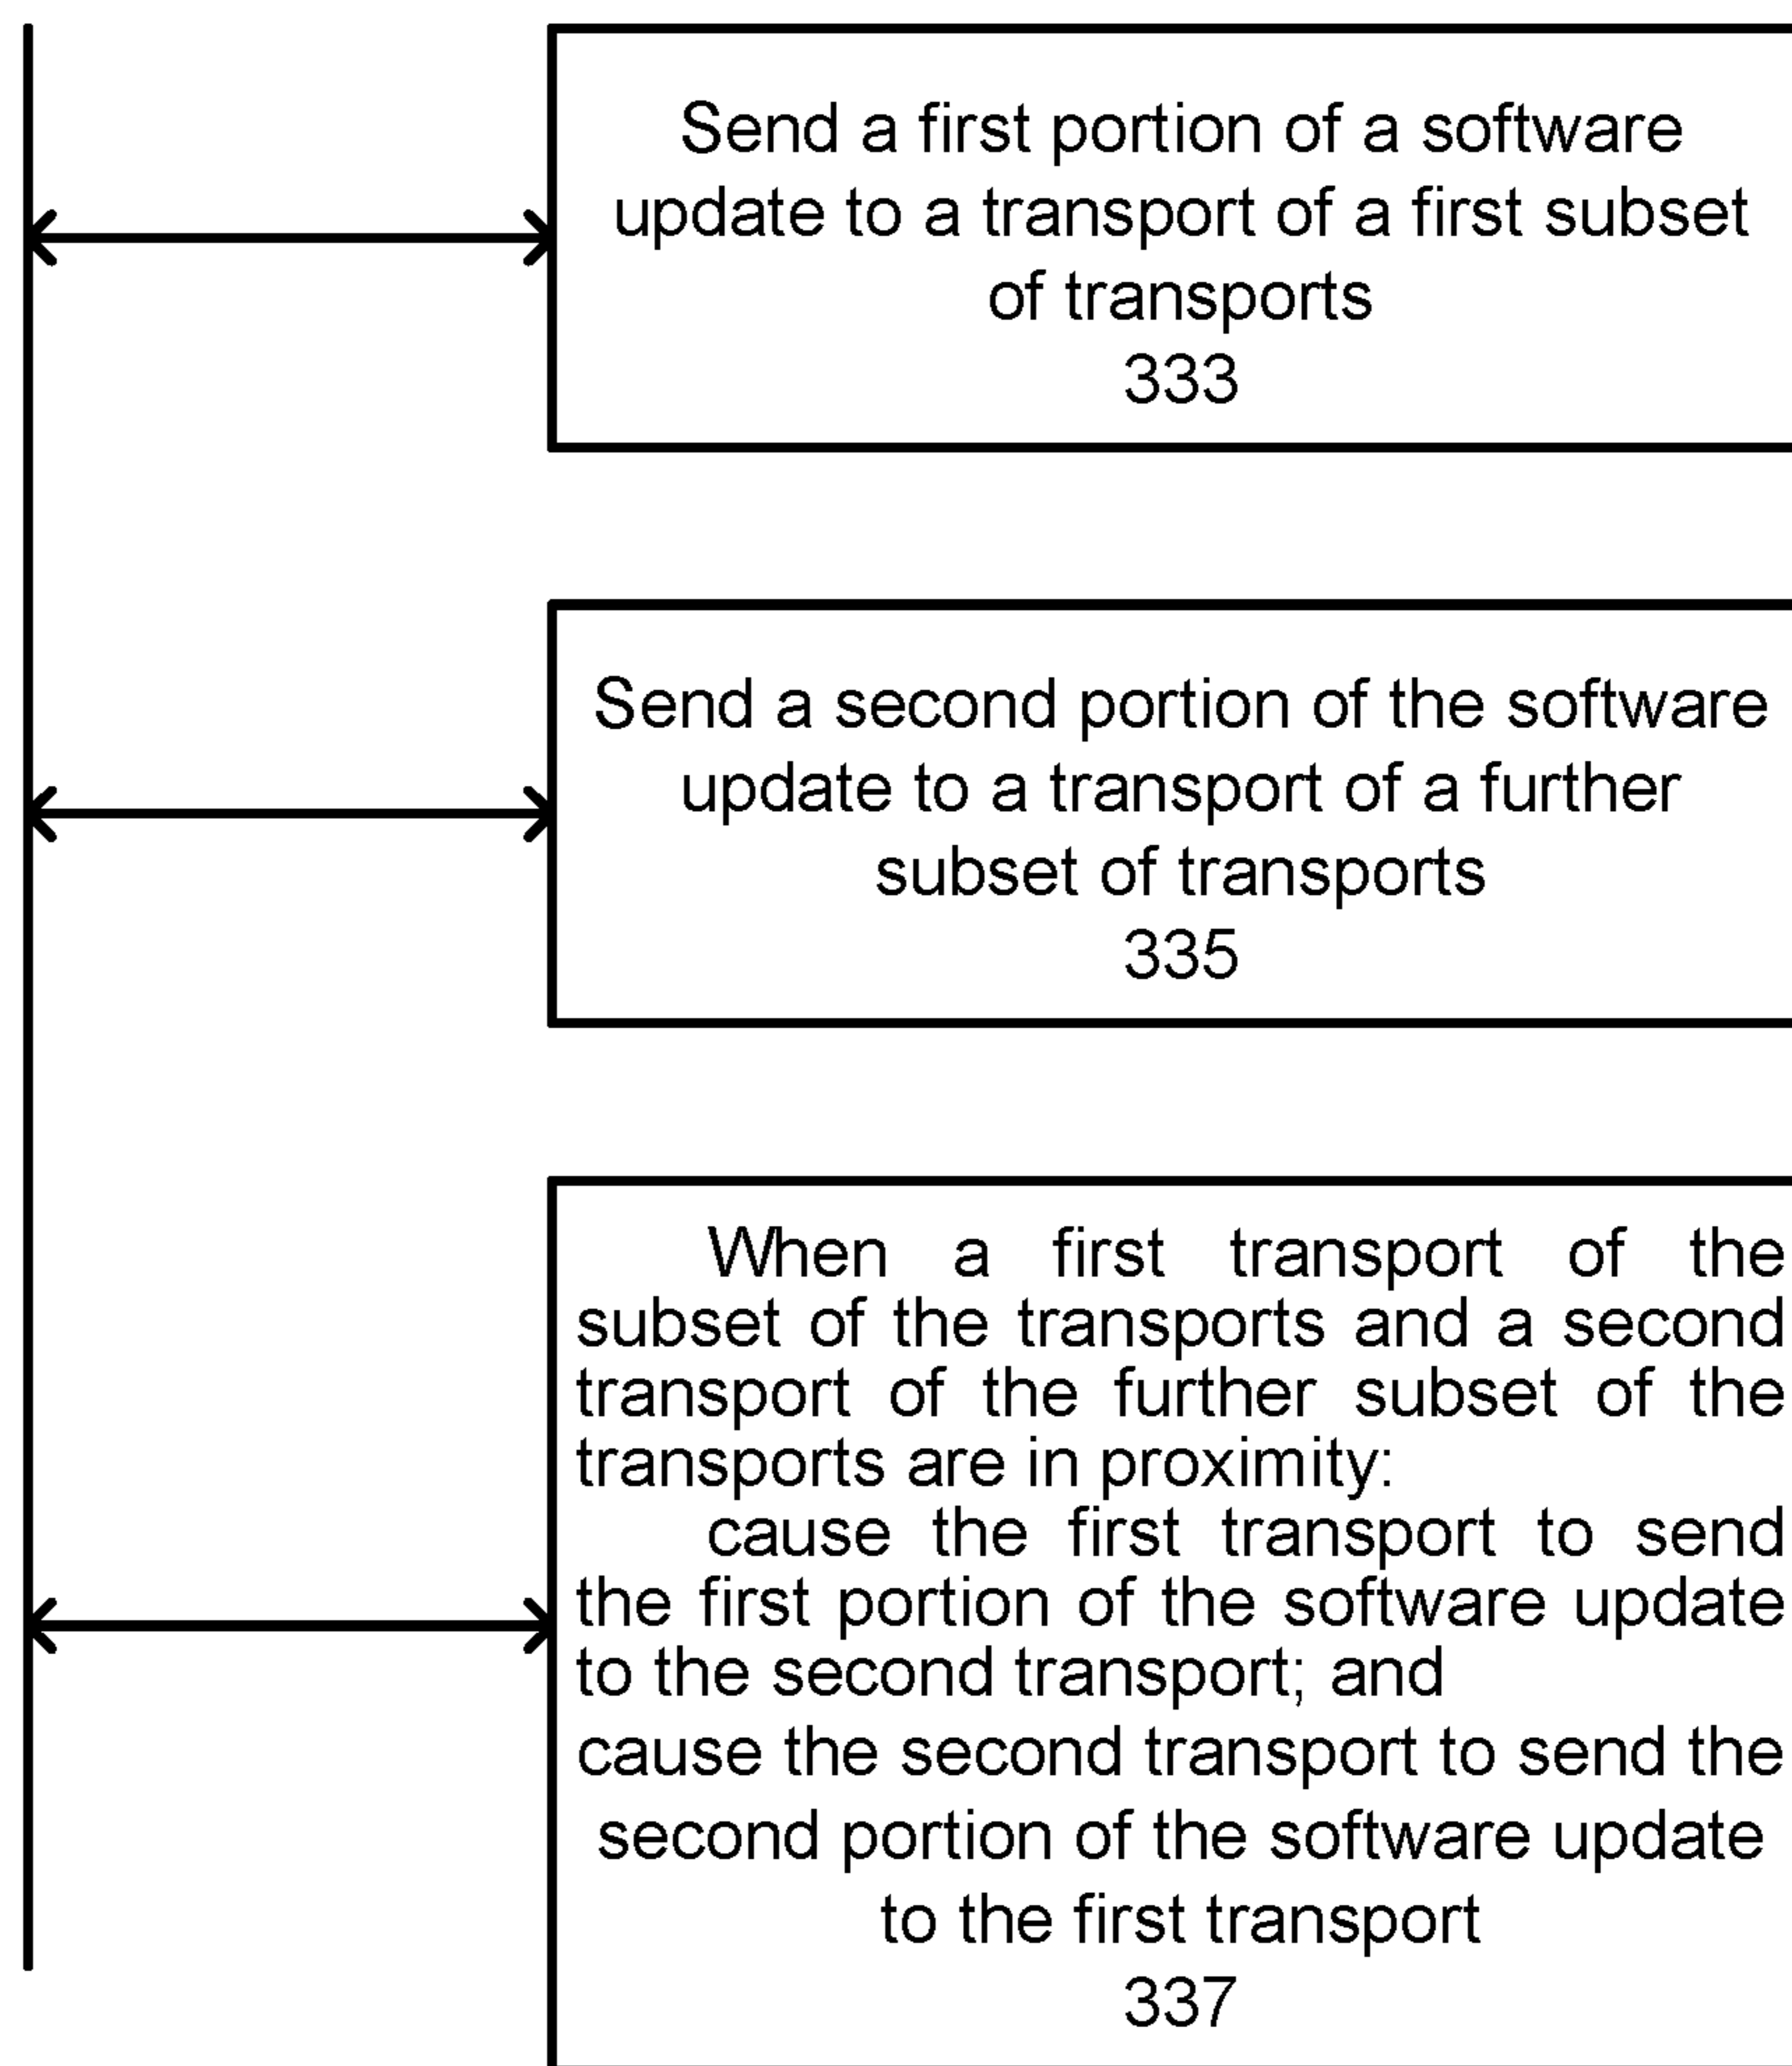 Send a first portion of a software
update to a transport of a first subset
of transports
333
Send a second portion of the software
update to a transport of a further
subset of transports
335
When a first transport of the
subset of the transports and a second
transport of the further subset of the
transports are in proximity:
cause the first transport to send
the first portion of the software update
to the second transport; and
cause the second transport to send the
second portion of the software update
to the first transport
337